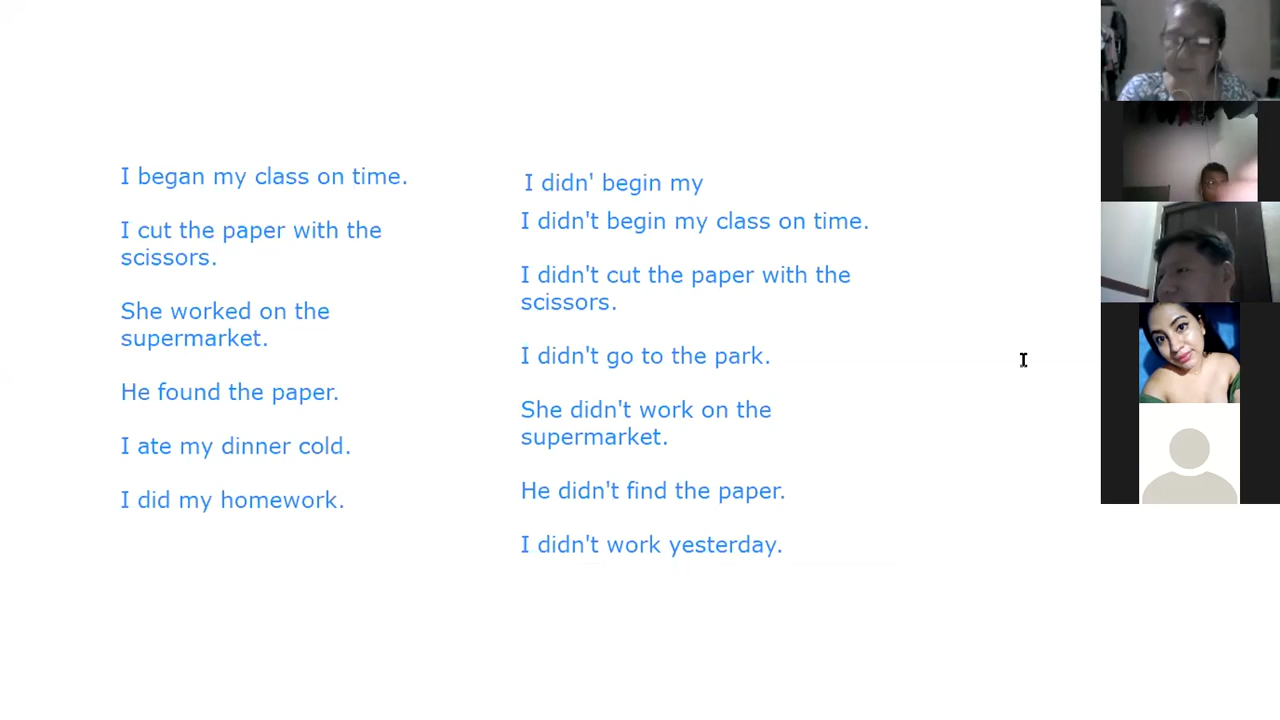 I began my class on time.
I cut the paper with the
scissors.
She worked on the
supermarket.
He found the paper.
I ate my dinner cold.
I did my homework.
I didn' begin my
I didn't begin my class on time.
I didn't cut the paper with the
scissors.
I didn't go to the park.
She didn't work on the
supermarket.
He didn't find the paper.
I didn't work yesterday.